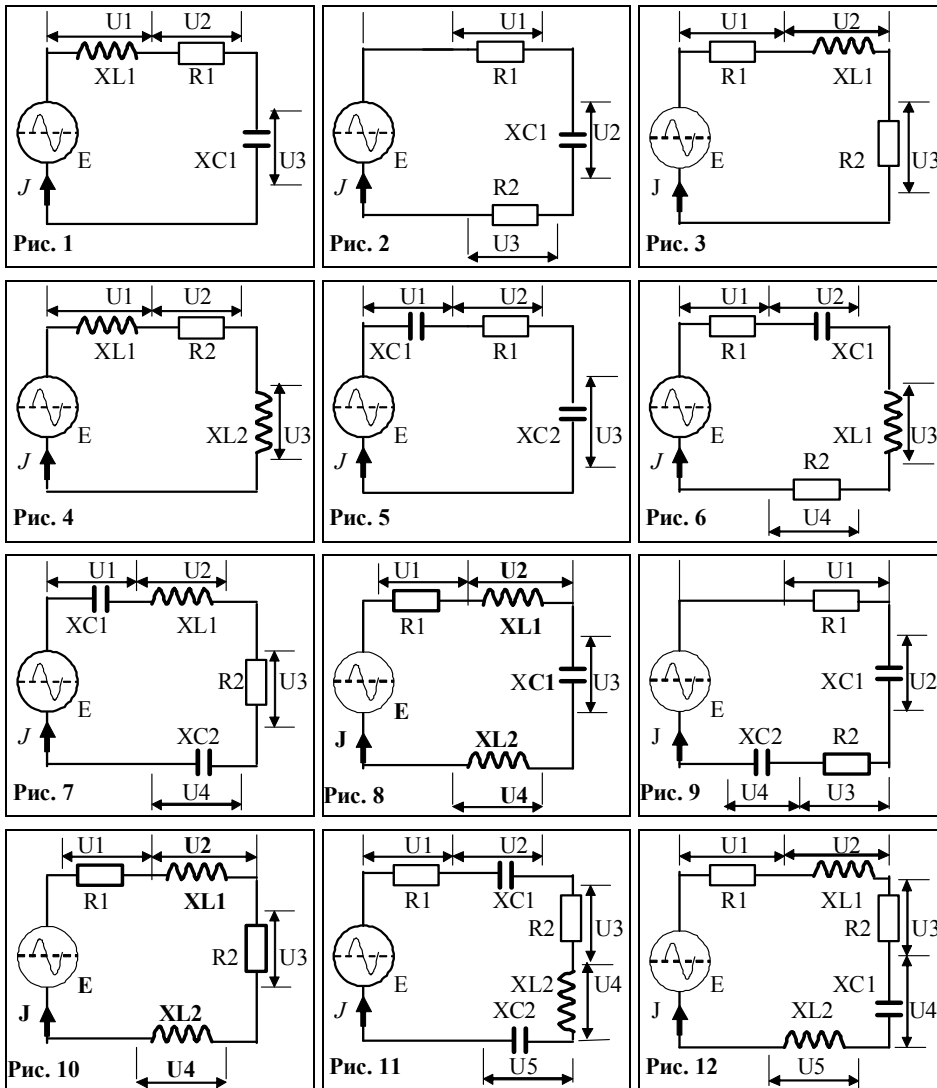 U1 U2
XL1 R1
XC1 U3
E
J
Рис. 1
U1
R1
XC1 U2
E
J
R2
U3
Рис. 2
U1 U2
R1 XL1
E
R2 U3
J
Рис. 3
U1 U2
XL1 R2
E
XL2 U3
J
Рис. 4
U1 U2
XC1 R1
E
XC2 U3
J
Рис. 5
U1 U2
R1 XC1
E
XL1 U3
J
R2
U4
Рис. 6
U1 U2
XC1 XL1
R2 U3
E
J
XC2
U4
Рис. 7
U1 U2
R1 XL1
XC1 U3
E
J
XL2
U4
Рис. 8
U1
R1
XC1 U2
E
J
XC2 R2
U4 U3
Рис. 9
U1 U2
R1 XL1
R2 U3
E
J
XL2
U4
Рис. 10
U1 U2
R1 XC1
R2 U3
E
XL2 U4
J
XC2
U5
Рис. 11
U1 U2
R1 XL1
R2 U3
E
XC1
U4
J
XL2
U5
Рис. 12